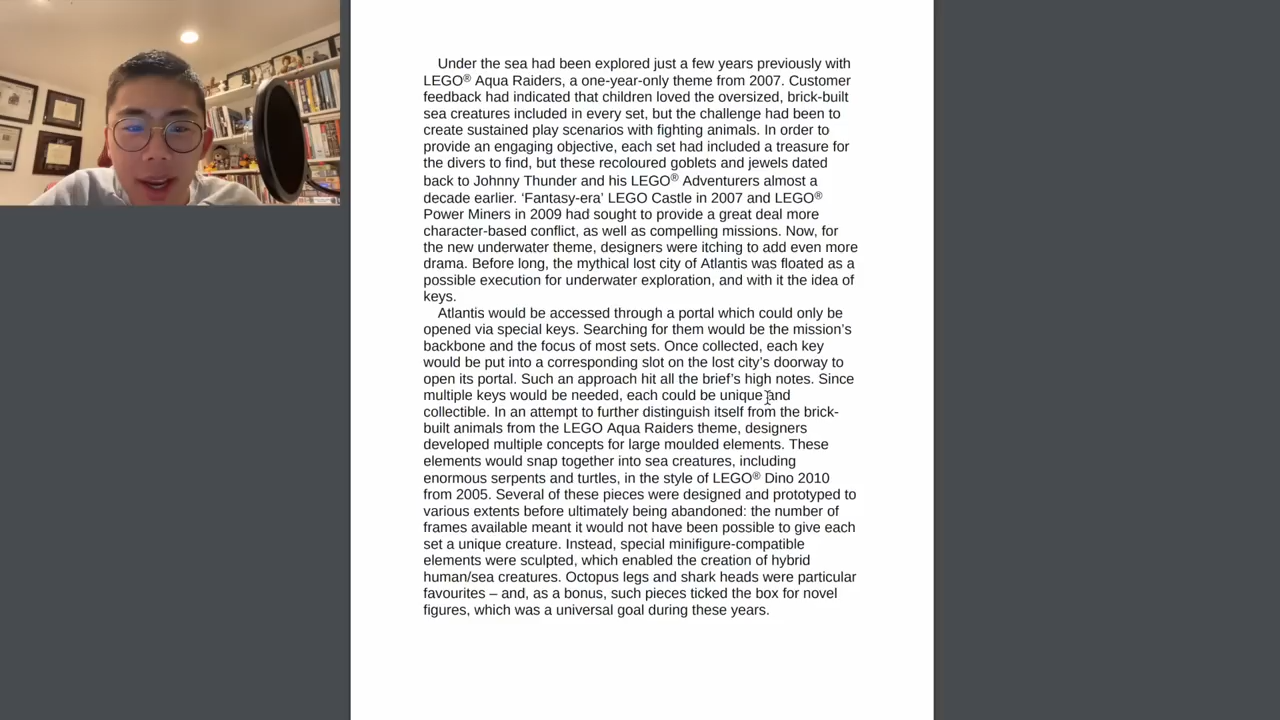 Under the sea had been explored just a few years previously with
LEGO® Aqua Raiders, a one-year-only theme from 2007. Customer
feedback had indicated that children loved the oversized, brick-built
sea creatures included in every set, but the challenge had been to
create sustained play scenarios with fighting animals. In order to
provide an engaging objective, each set had included a treasure for
the divers to find, but these recoloured goblets and jewels dated
back to Johnny Thunder and his LEGO® Adventurers almost a
decade earlier. ‘Fantasy-era’ LEGO Castle in 2007 and LEGO®
Power Miners in 2009 had sought to provide a great deal more
character-based conflict, as well as compelling missions. Now, for
the new underwater theme, designers were itching to add even more
drama. Before long, the mythical lost city of Atlantis was floated as a
possible execution for underwater exploration, and with it the idea of
keys.
Atlantis would be accessed through a portal which could only be
opened via special keys. Searching for them would be the mission’s
backbone and the focus of most sets. Once collected, each key
would be put into a corresponding slot on the lost city’s doorway to
open its portal. Such an approach hit all the brief’s high notes. Since
multiple keys would be needed, each could be unique and
collectible. In an attempt to further distinguish itself from the brick-
built animals from the LEGO Aqua Raiders theme, designers
developed multiple concepts for large moulded elements. These
elements would snap together into sea creatures, including
enormous serpents and turtles, in the style of LEGO® Dino 2010
from 2005. Several of these pieces were designed and prototyped to
various extents before ultimately being abandoned: the number of
frames available meant it would not have been possible to give each
set a unique creature. Instead, special minifigure-compatible
elements were sculpted, which enabled the creation of hybrid
human/sea creatures. Octopus legs and shark heads were particular
favourites – and, as a bonus, such pieces ticked the box for novel
figures, which was a universal goal during these years.